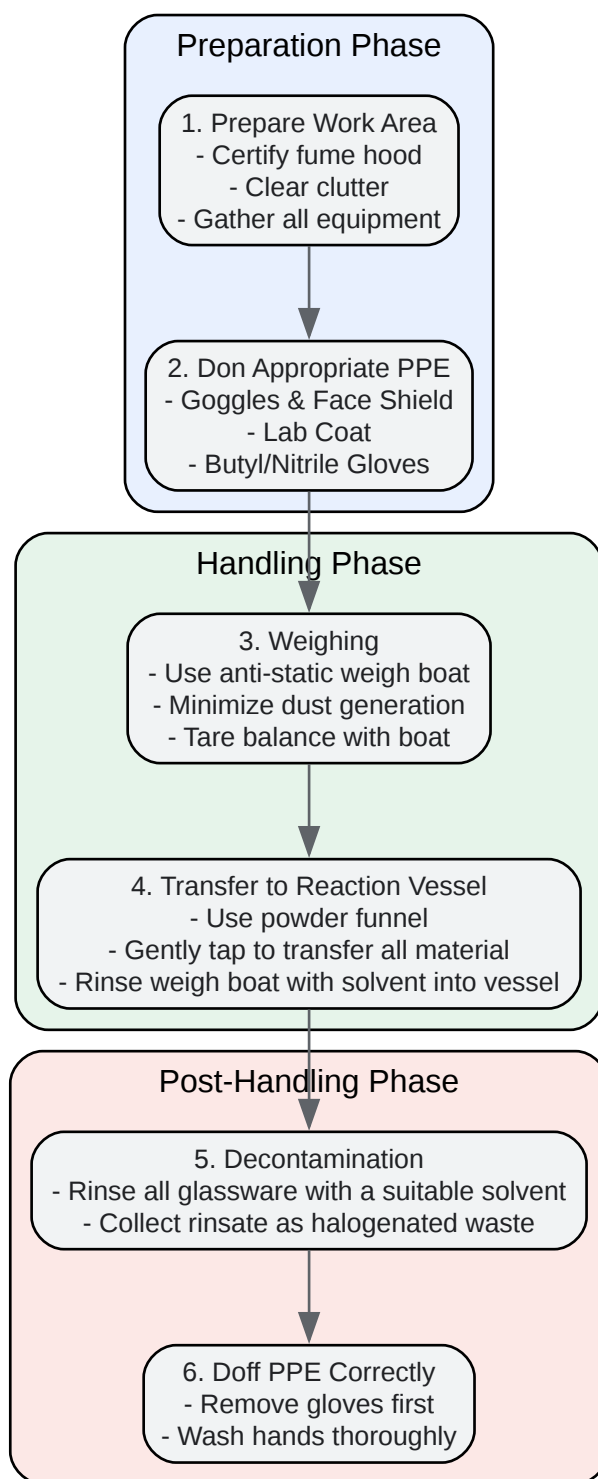 Preparation Phase
1. Prepare Work Area
- Certify fume hood
- Clear clutter
- Gather all equipment
2. Don Appropriate PPE
- Goggles & Face Shield
- Lab Coat
- Butyl/Nitrile Gloves
Handling Phase
3. Weighing
- Use anti-static weigh boat
- Minimize dust generation
- Tare balance with boat
4. Transfer to Reaction Vessel
- Use powder funnel
- Gently tap to transfer all material
- Rinse weigh boat with solvent into vessel
Post-Handling Phase
5. Decontamination
- Rinse all glassware with a suitable solvent
- Collect rinsate as halogenated waste
6. Doff PPE Correctly
- Remove gloves first
- Wash hands thoroughly